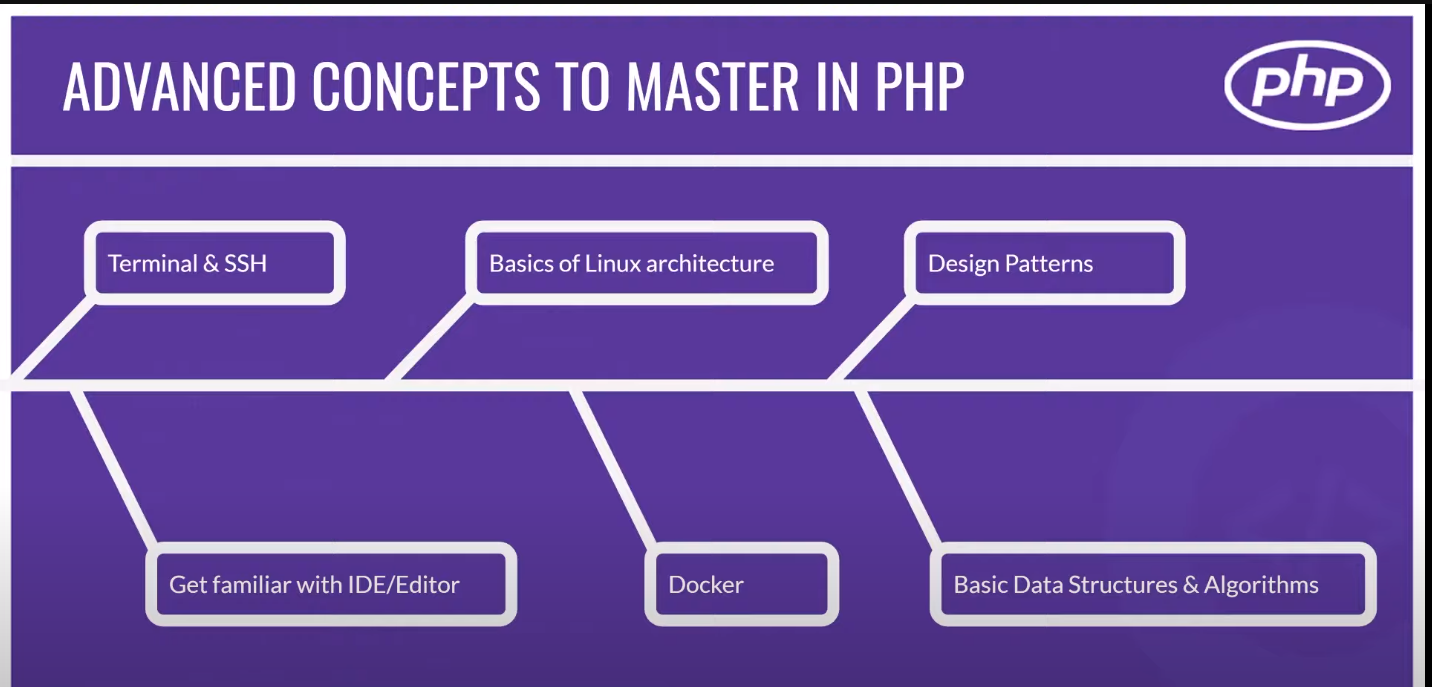 ADVANCED CONCEPTS TO MASTER IN PHP
php
Terminal & SSH
Basics of Linux architecture
Design Patterns
Get familiar with IDE/Editor
Docker
Basic Data Structures & Algorithms